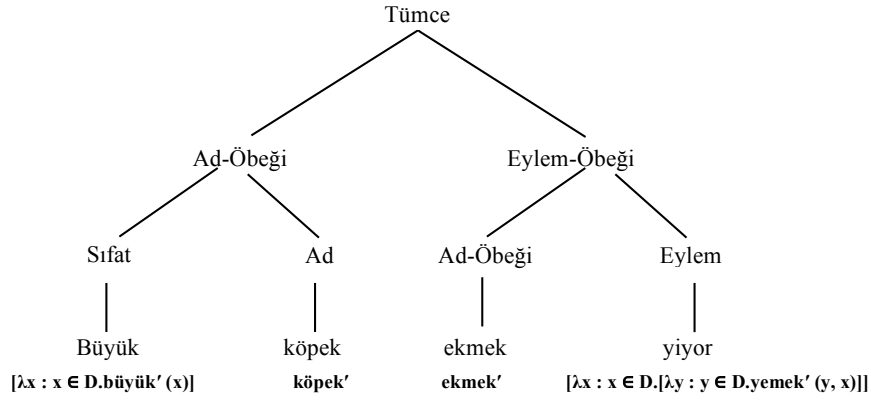 Tümce
Ad-Öbeği Eylem-Öbeği
Sıfat Ad Ad-Öbeği Eylem
Büyük köpek ekmek yiyor
[λx : x ∈ D.büyük′ (x)] köpek′ ekmek′ [λx : x ∈ D.[λy : y ∈ D.yemek′ (y, x)]]